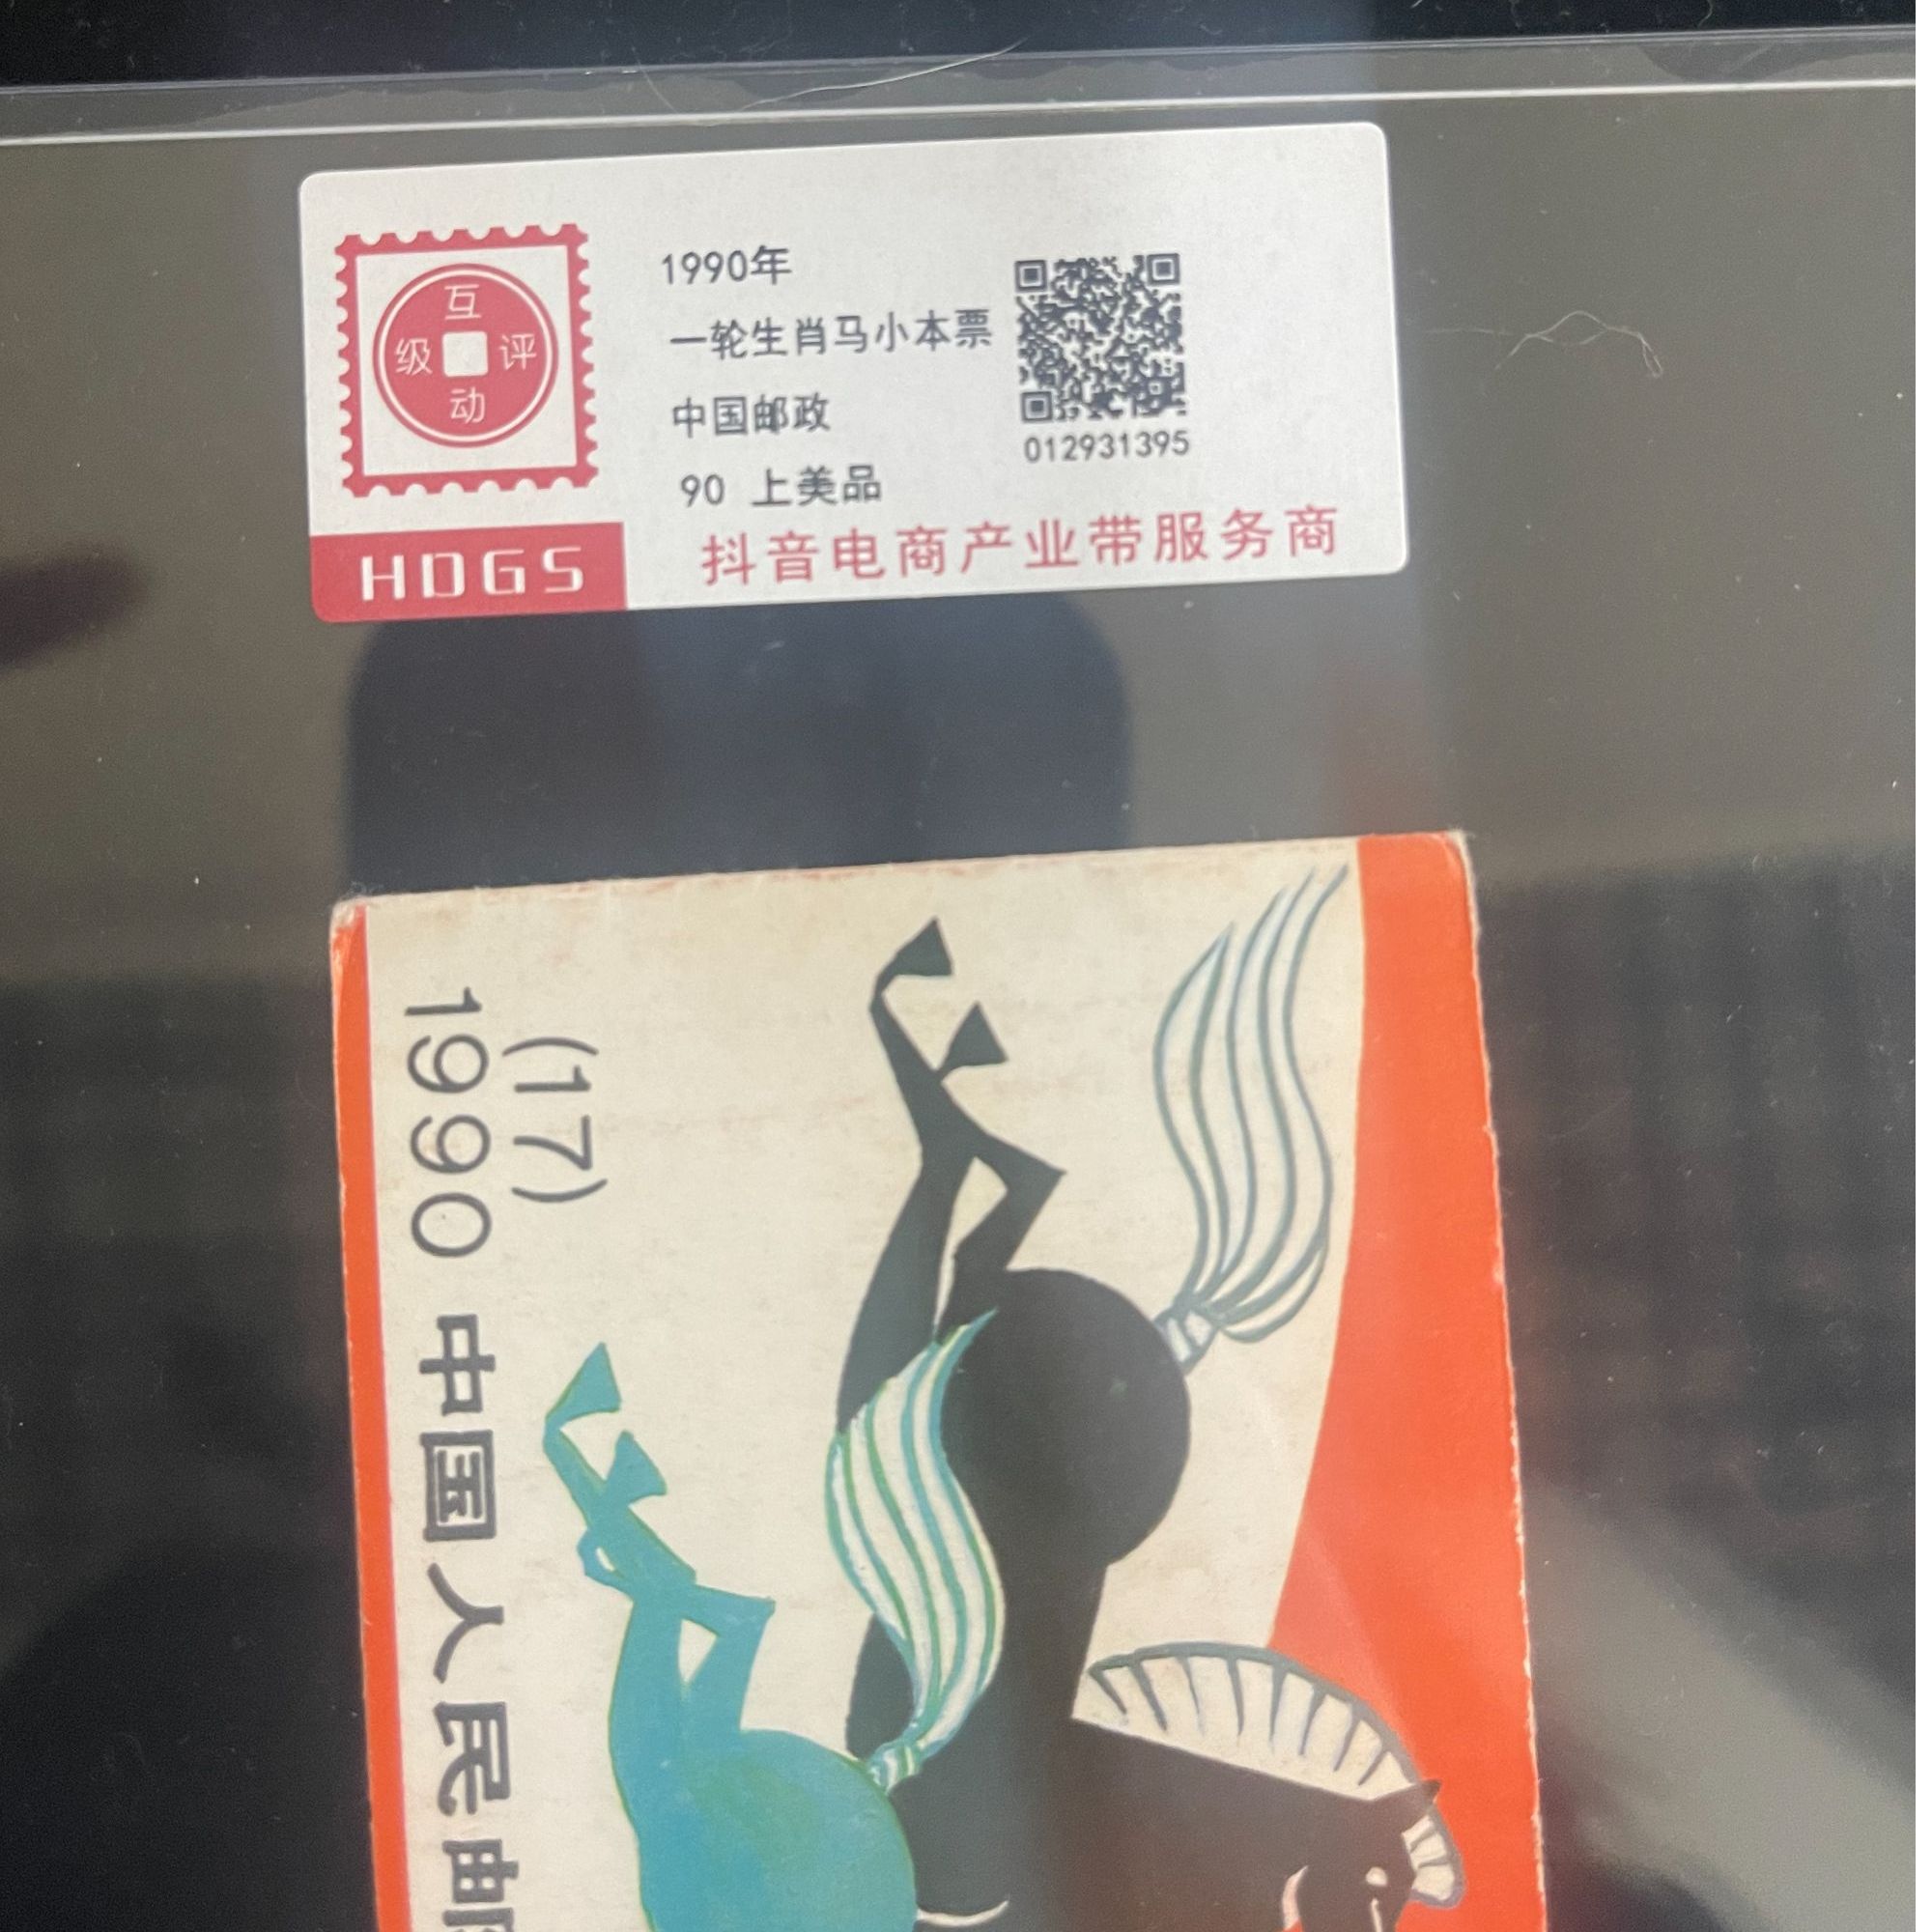 互
级 评
动
HDGS
1990年
一轮生肖马小本票
中国邮政
90 上美品
012931395
抖音电商产业带服务商
(17)
1990 中国人民邮